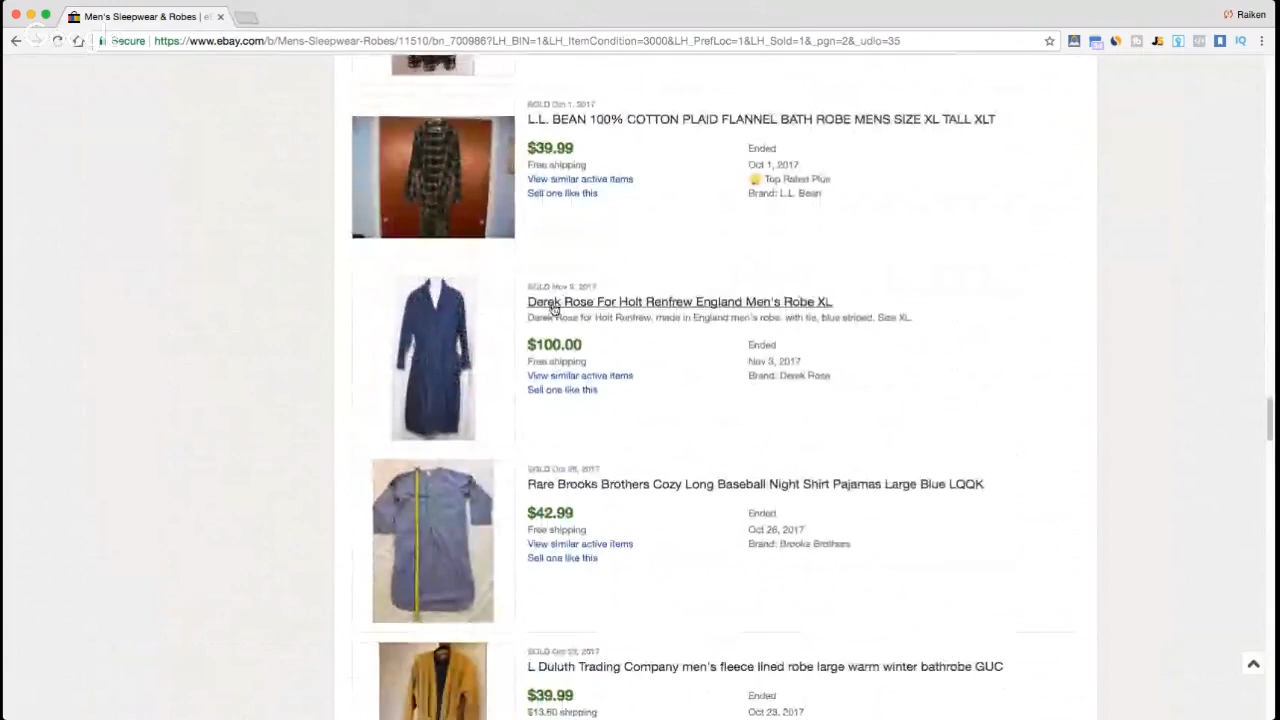 Men's Sleepwear & Robes | e
Raiken
Secure https://www.ebay.com/b/Mens-Sleepwear-Robes/11510/bn_700986?LH_BIN=1&LH_ItemCondition=3000&LH_PrefLoc=1&LH_Sold=1&_pgn=2&_udlo=35
SOLD Oct 1, 2017
L.L. BEAN 100% COTTON PLAID FLANNEL BATH ROBE MENS SIZE XL TALL XLT
$39.99 Ended
Free shipping Oct 1, 2017
View similar active items Top Rated Plus
Sell one like this Brand: L.L. Bean
SOLD Nov 2017
Derek Rose For Holt Renfrew England Men's Robe XL
Derek Rose for Holt Renfrew, made in England men's robe, with tie, blue striped. Size XL.
$100.00 Ended
Free shipping Nov 3, 2017
View similar active items Brand: Derek Rose
Sell one like this
SOLD Oct 26, 2017
Rare Brooks Brothers Cozy Long Baseball Night Shirt Pajamas Large Blue LQQK
$42.99 Ended
Free shipping Oct 26, 2017
View similar active items Brand: Brooks Brothers
Sell one like this
SOLD Oct 23, 2017
L Duluth Trading Company men's fleece lined robe large warm winter bathrobe GUC
$39.99 Ended
$13.60 shipping Oct 23, 2017